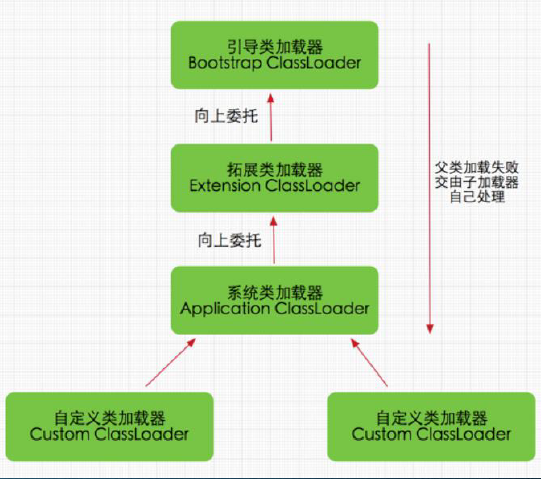 引导类加载器
Bootstrap ClassLoader
向上委托
拓展类加载器
Extension ClassLoader
父类加载失败
交由子加载器
自己处理
向上委托
系统类加载器
Application ClassLoader
自定义类加载器
Custom ClassLoader
自定义类加载器
Custom ClassLoader